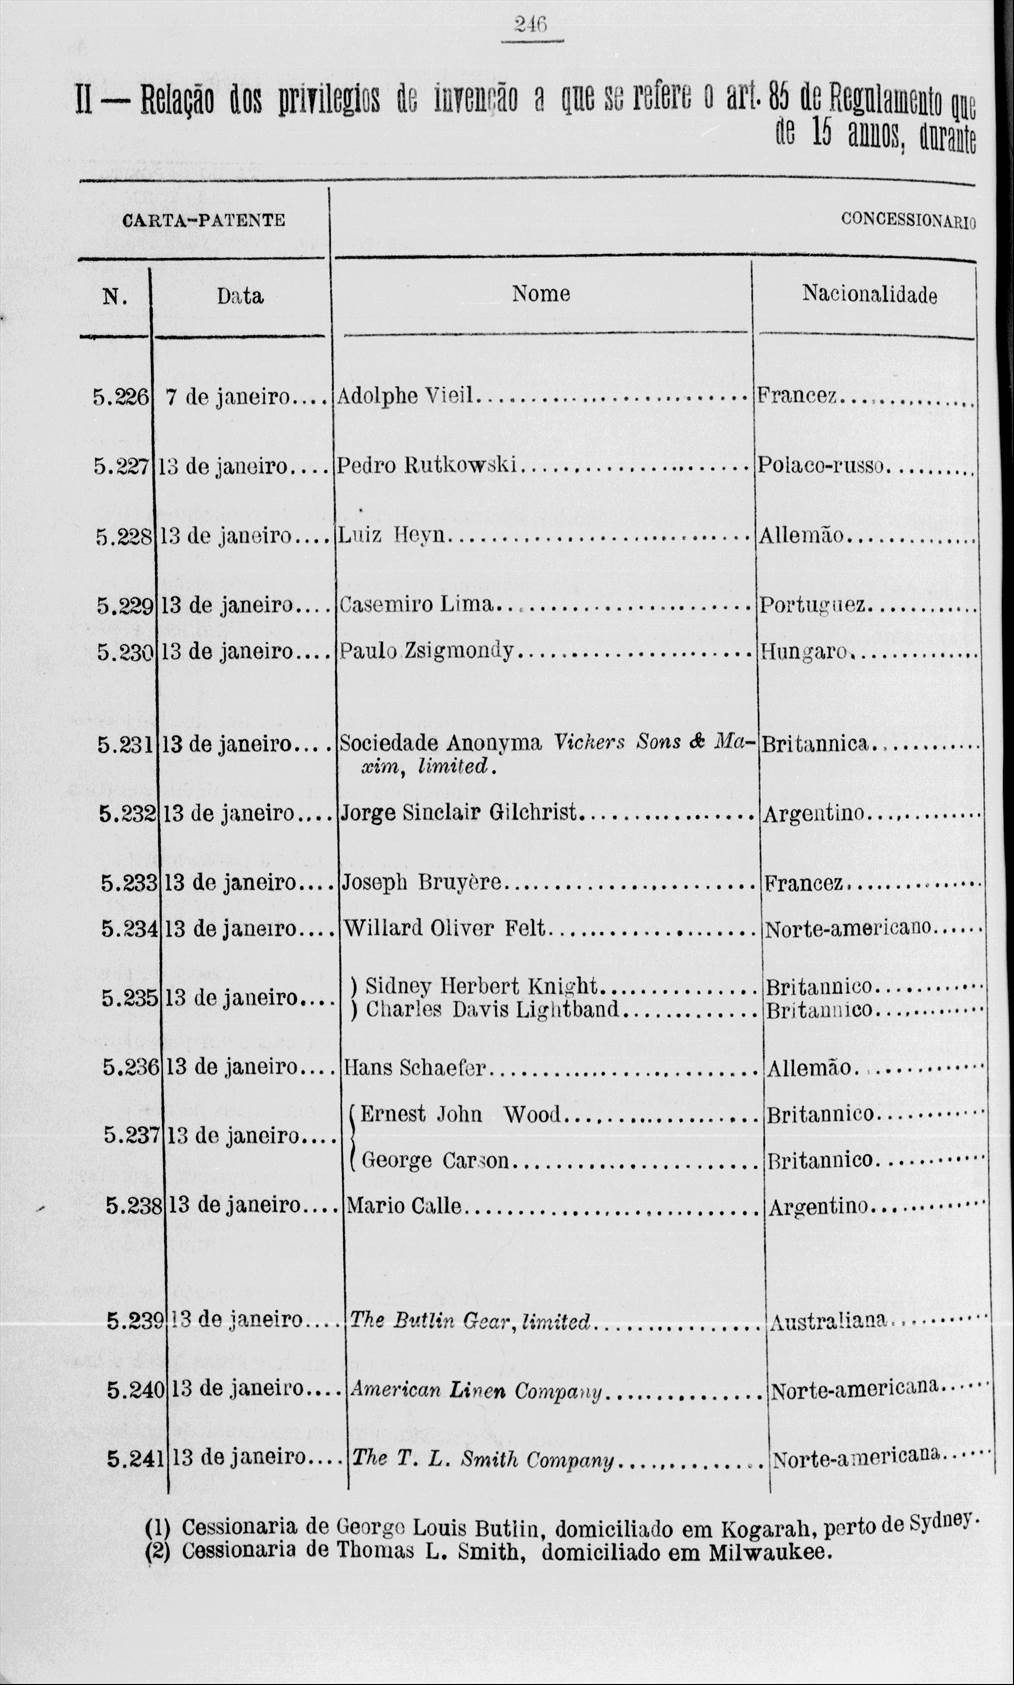 246
II — Relação dos privilegios de invenção a que se refere o art. 85 de Regulamento que
de 15 annos, durante
CARTA-PATENTE CONCESSIONARIO
N. Data Nome Nacionalidade
5.226 7 de janeiro.... Adolphe Vieil.......................... Francez..............
5.227 13 de janeiro.... Pedro Rutkowski...................... Polaco-russo..........
5.228 13 de janeiro.... Luiz Heyn............................. Allemão..............
5.229 13 de janeiro.... Casemiro Lima........................ Portuguez............
5.230 13 de janeiro.... Paulo Zsigmondy...................... Hungaro..............
5.231 13 de janeiro.... Sociedade Anonyma Vickers Sons & Ma- Britannica............
xim, limited.
5.232 13 de janeiro.... Jorge Sinclair Gilchrist................. Argentino.............
5.233 13 de janeiro.... Joseph Bruyère........................ Francez..............
5.234 13 de janeiro.... Willard Oliver Felt.................... Norte-americano......
) Sidney Herbert Knight............... Britannico............
5.235 13 de janeiro.... ) Charles Davis Lightband............. Britannico............
5.236 13 de janeiro.... Hans Schaefer.......................... Allemão..............
{ Ernest John Wood................... Britannico............
5.237 13 de janeiro....
George Carson........................ Britannico............
5.238 13 de janeiro.... Mario Calle............................ Argentino............
5.239 13 de janeiro.... The Butlin Gear, limited................ Australiana...........
5.240 13 de janeiro.... American Linen Company............... Norte-americana......
5.241 13 de janeiro.... The T. L. Smith Company.............. Norte-americana......
(1) Cessionaria de George Louis Butlin, domiciliado em Kogarah, perto de Sydney.
(2) Cessionaria de Thomas L. Smith, domiciliado em Milwaukee.